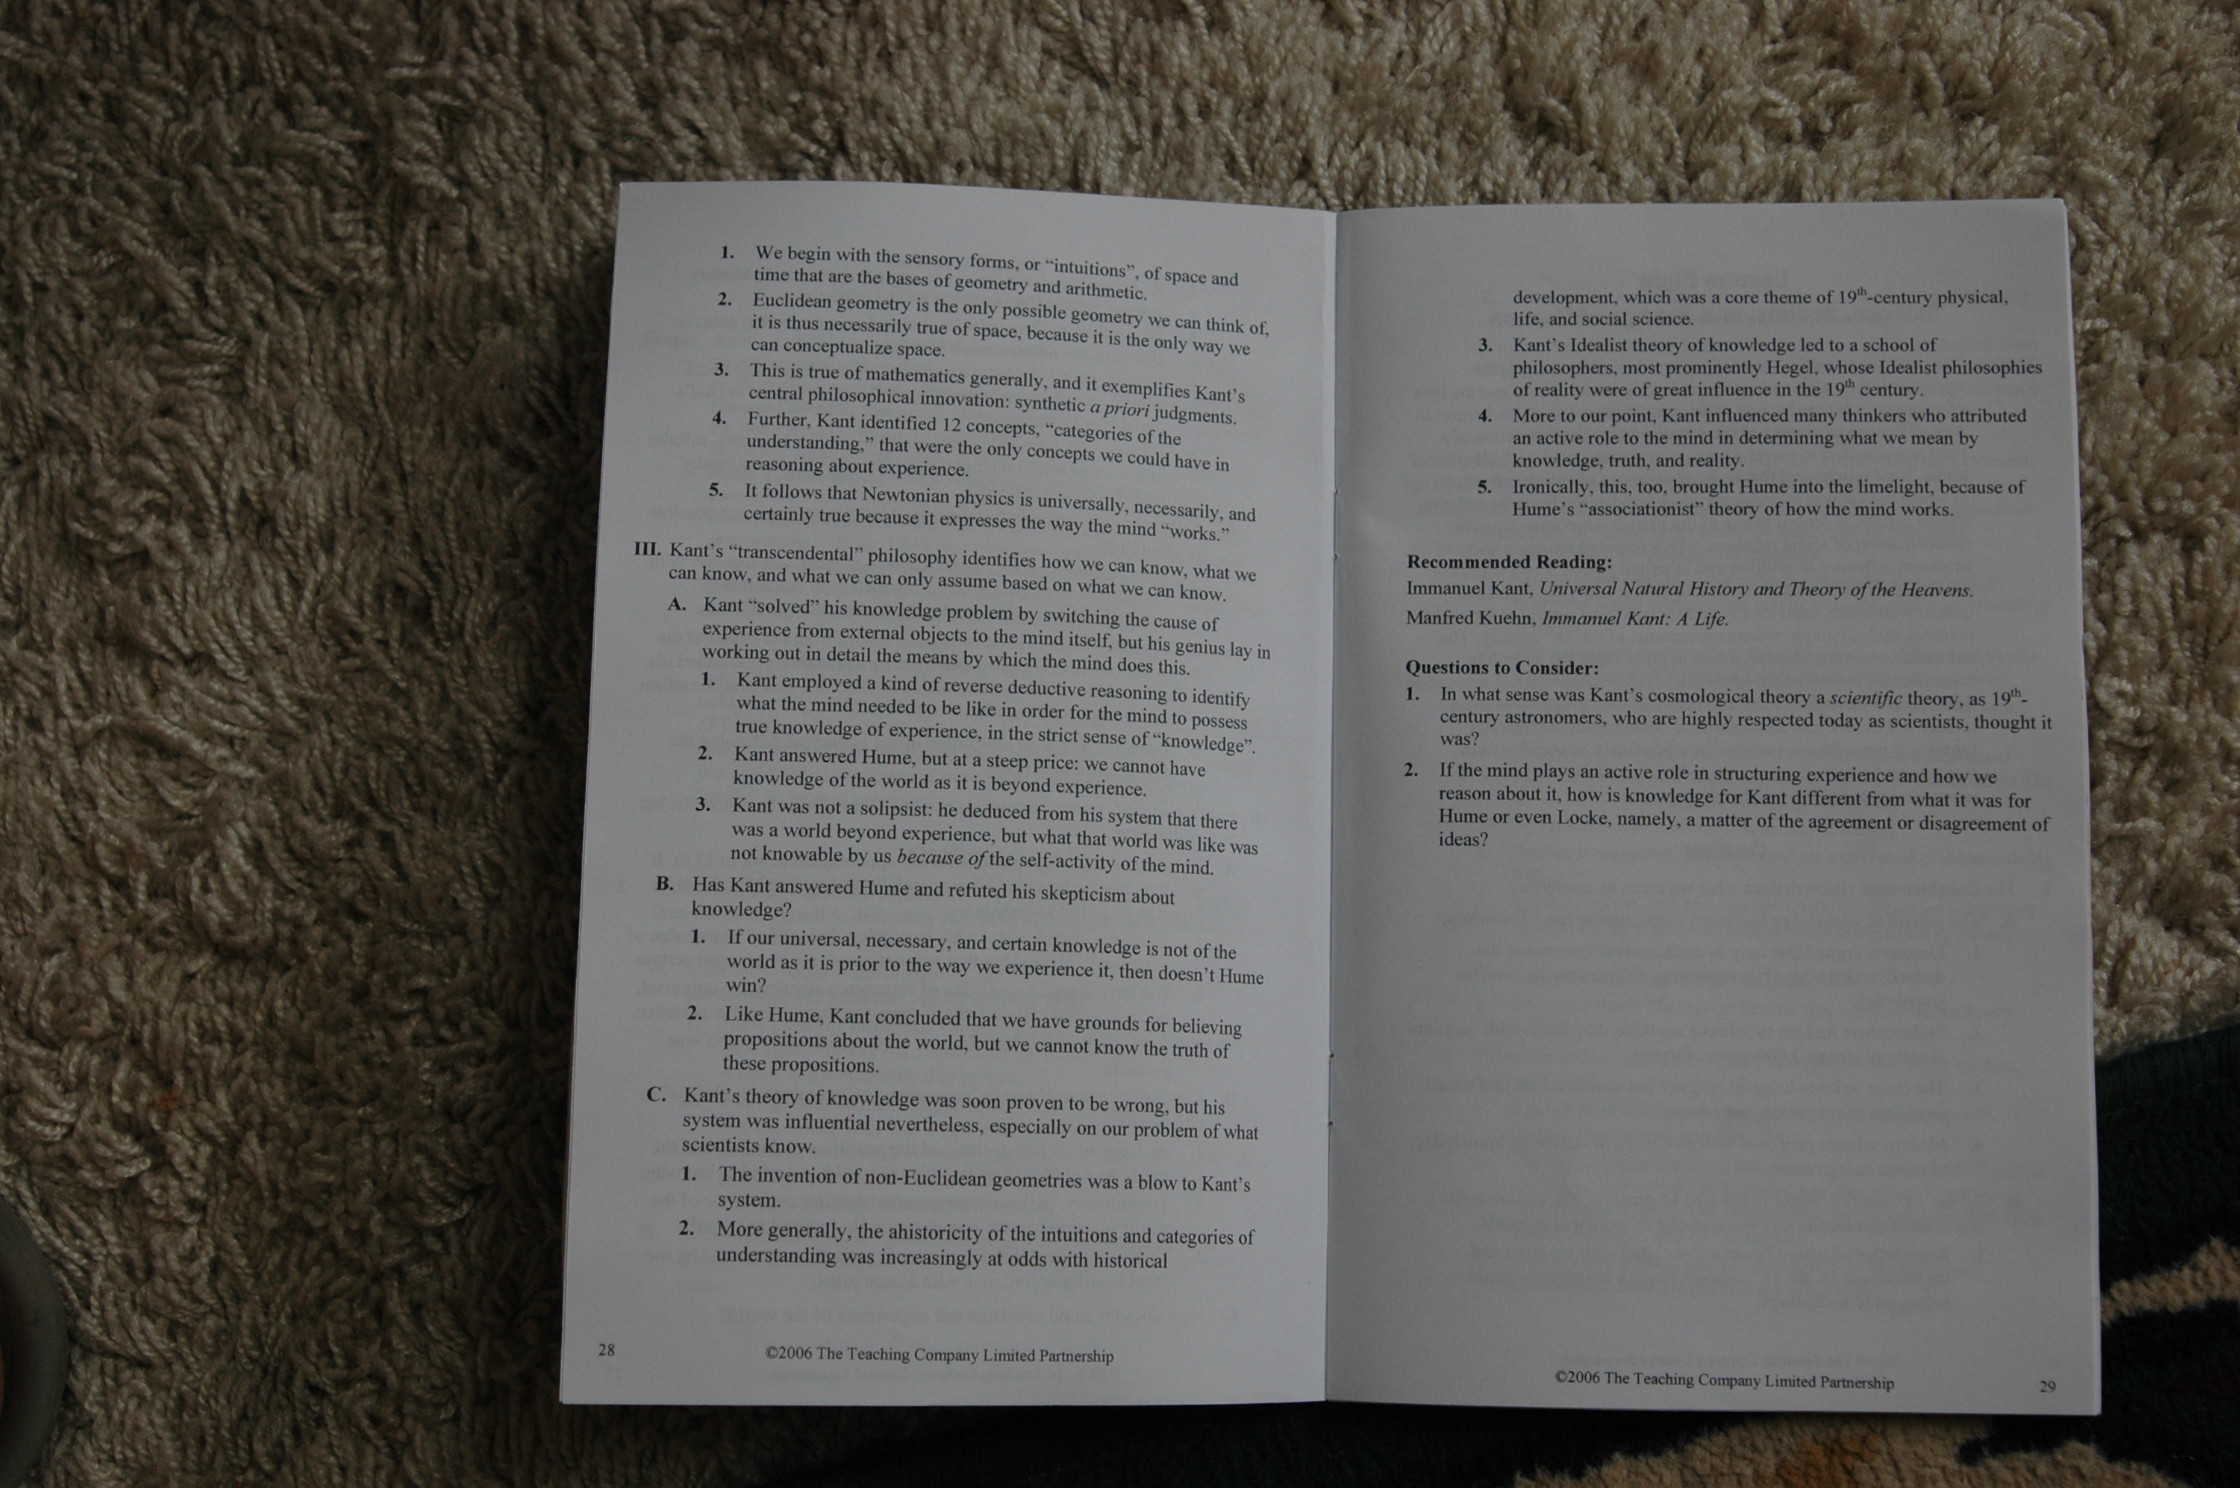 1. We begin with the sensory forms, or “intuitions”, of space and
time that are the bases of geometry and arithmetic.
2. Euclidean geometry is the only possible geometry we can think of,
it is thus necessarily true of space, because it is the only way we
can conceptualize space.
3. This is true of mathematics generally, and it exemplifies Kant’s
central philosophical innovation: synthetic a priori judgments.
4. Further, Kant identified 12 concepts, “categories of the
understanding,” that were the only concepts we could have in
reasoning about experience.
5. It follows that Newtonian physics is universally, necessarily, and
certainly true because it expresses the way the mind “works.”
III. Kant’s “transcendental” philosophy identifies how we can know, what we
can know, and what we can only assume based on what we can know.
A. Kant “solved” his knowledge problem by switching the cause of
experience from external objects to the mind itself, but his genius lay in
working out in detail the means by which the mind does this.
1. Kant employed a kind of reverse deductive reasoning to identify
what the mind needed to be like in order for the mind to possess
true knowledge of experience, in the strict sense of “knowledge”.
2. Kant answered Hume, but at a steep price: we cannot have
knowledge of the world as it is beyond experience.
3. Kant was not a solipsist: he deduced from his system that there
was a world beyond experience, but what that world was like was
not knowable by us because of the self-activity of the mind.
B. Has Kant answered Hume and refuted his skepticism about
knowledge?
1. If our universal, necessary, and certain knowledge is not of the
world as it is prior to the way we experience it, then doesn’t Hume
win?
2. Like Hume, Kant concluded that we have grounds for believing
propositions about the world, but we cannot know the truth of
these propositions.
C. Kant’s theory of knowledge was soon proven to be wrong, but his
system was influential nevertheless, especially on our problem of what
scientists know.
1. The invention of non-Euclidean geometries was a blow to Kant’s
system.
2. More generally, the ahistoricity of the intuitions and categories of
understanding was increasingly at odds with historical
28 ©2006 The Teaching Company Limited Partnership
development, which was a core theme of 19th-century physical,
life, and social science.
3. Kant’s Idealist theory of knowledge led to a school of
philosophers, most prominently Hegel, whose Idealist philosophies
of reality were of great influence in the 19th century.
4. More to our point, Kant influenced many thinkers who attributed
an active role to the mind in determining what we mean by
knowledge, truth, and reality.
5. Ironically, this, too, brought Hume into the limelight, because of
Hume’s “associationist” theory of how the mind works.
Recommended Reading:
Immanuel Kant, Universal Natural History and Theory of the Heavens.
Manfred Kuehn, Immanuel Kant: A Life.
Questions to Consider:
1. In what sense was Kant’s cosmological theory a scientific theory, as 19th-
century astronomers, who are highly respected today as scientists, thought it
was?
2. If the mind plays an active role in structuring experience and how we
reason about it, how is knowledge for Kant different from what it was for
Hume or even Locke, namely, a matter of the agreement or disagreement of
ideas?
©2006 The Teaching Company Limited Partnership 29